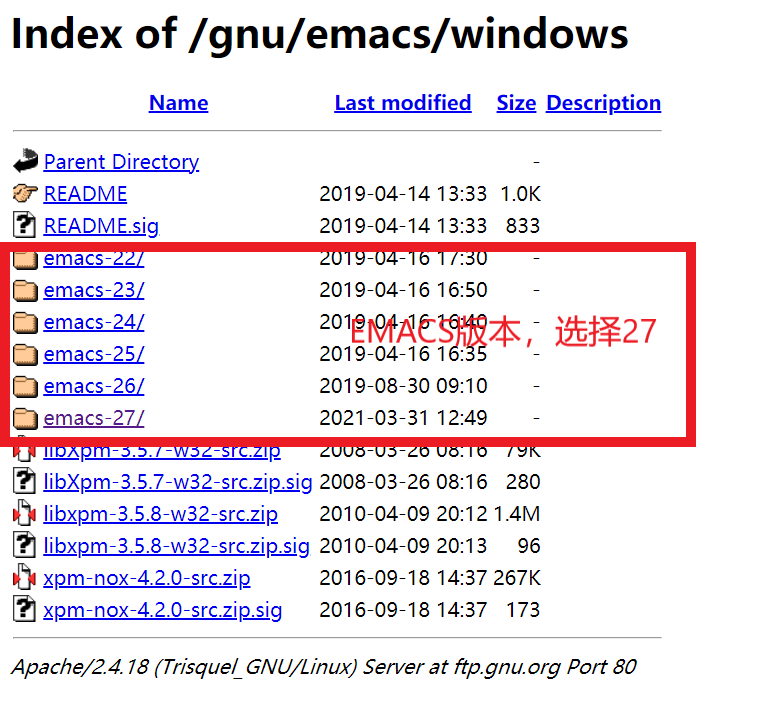 Index of /gnu/emacs/windows
Name Last modified Size Description
Parent Directory -
README 2019-04-14 13:33 1.0K
README.sig 2019-04-14 13:33 833
emacs-22/ 2019-04-16 17:30 -
emacs-23/ 2019-04-16 16:50 -
emacs-24/ 2019-04-16 16:40 -
EMACS版本，选择27
emacs-25/ 2019-04-16 16:35 -
emacs-26/ 2019-08-30 09:10 -
emacs-27/ 2021-03-31 12:49 -
libXpm-3.5.7-w32-src.zip 2008-03-26 08:16 79K
libXpm-3.5.7-w32-src.zip.sig 2008-03-26 08:16 280
libxpm-3.5.8-w32-src.zip 2010-04-09 20:12 1.4M
libxpm-3.5.8-w32-src.zip.sig 2010-04-09 20:13 96
xpm-nox-4.2.0-src.zip 2016-09-18 14:37 267K
xpm-nox-4.2.0-src.zip.sig 2016-09-18 14:37 173
Apache/2.4.18 (Trisquel_GNU/Linux) Server at ftp.gnu.org Port 80